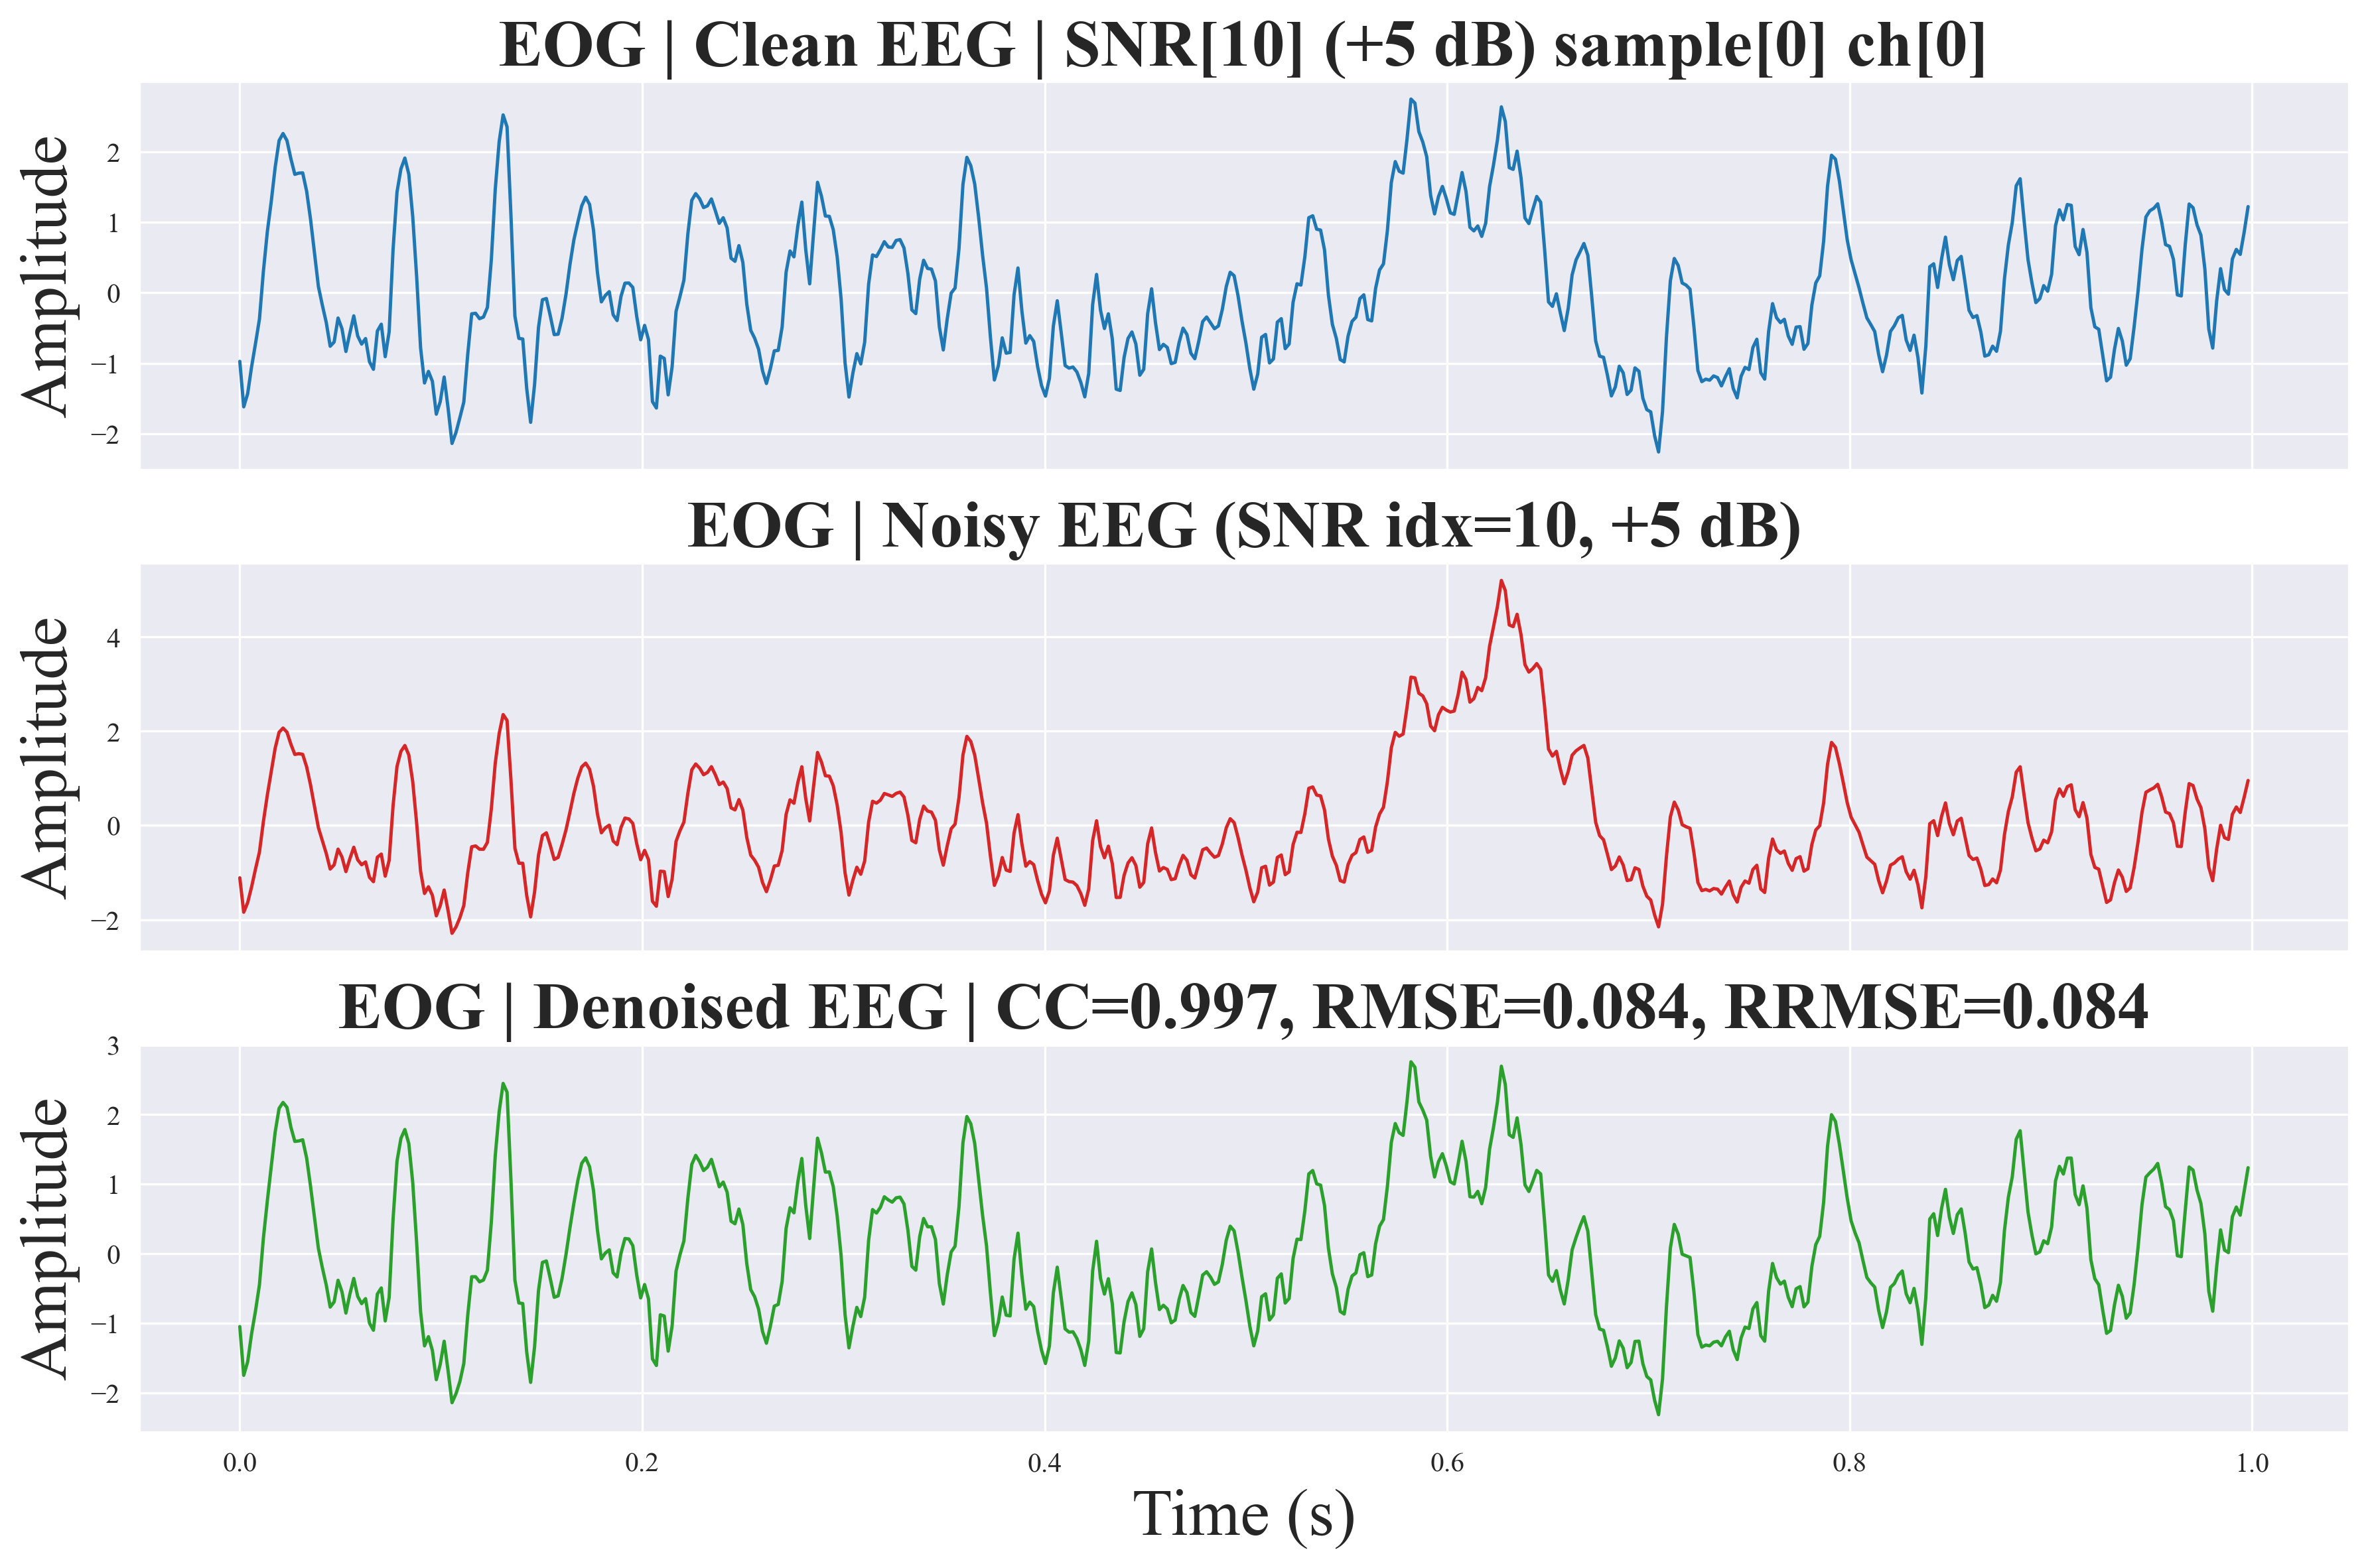 EOG | Clean EEG | SNR[10] (+5 dB) sample[0] ch[0]
Amplitude
2
1
0
−1
−2
EOG | Noisy EEG (SNR idx=10, +5 dB)
Amplitude
4
2
0
−2
EOG | Denoised EEG | CC=0.997, RMSE=0.084, RRMSE=0.084
Amplitude
3
2
1
0
−1
−2
0.0 0.2 0.4 0.6 0.8 1.0
Time (s)